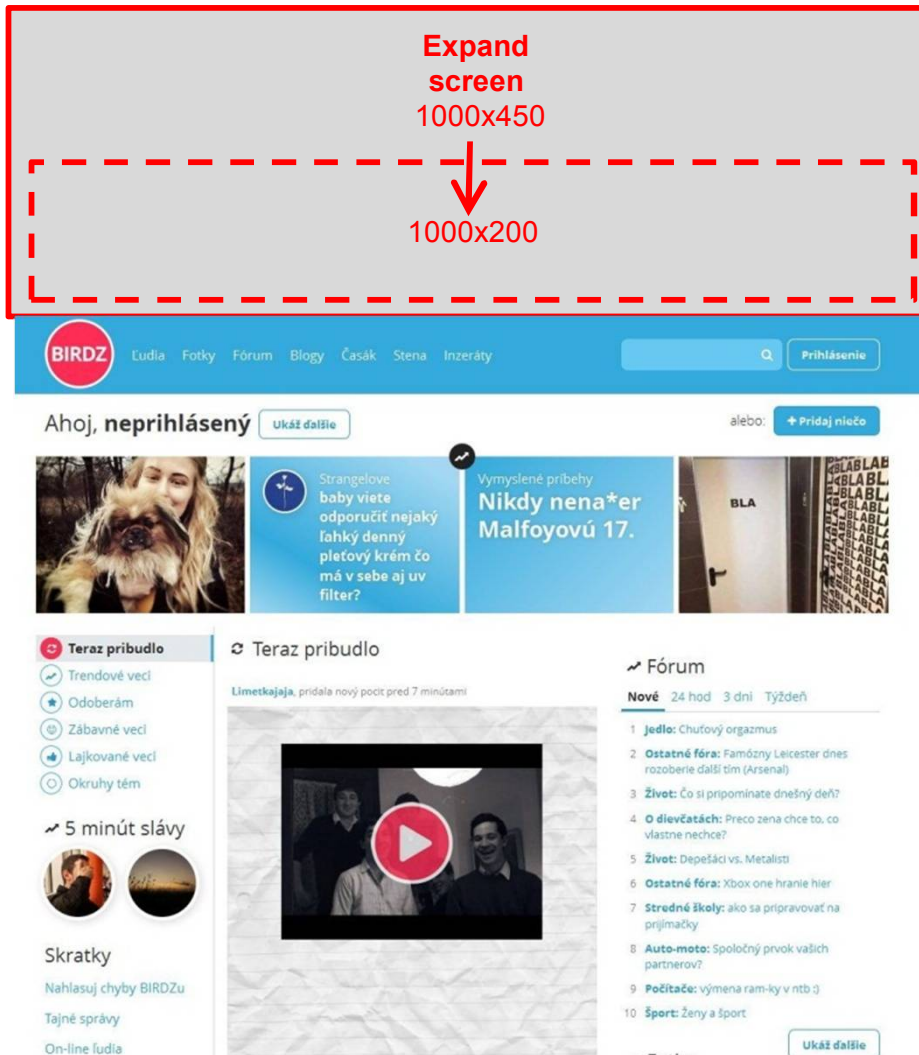 Expand
screen
1000x450
1000x200
BIRDZ
Ľudia Fotky Fórum Blogy Časák Stena Inzeráty
Prihlásenie
Ahoj, neprihlásený
Ukáž ďalšie
alebo:
+ Pridaj niečo
Strangelove
baby viete
odporučiť nejaký
ľahký denný
pleťový krém čo
má v sebe aj uv
filter?
Vymyslené príbehy
Nikdy nena*er
Malfoyovú 17.
BLA
Teraz pribudlo
Trendové veci
Odoberám
Zábavné veci
Lajkované veci
Okruhy tém
5 minút slávy
Skratky
Nahlasuj chyby BIRDZu
Tajné správy
On-line ľudia
Teraz pribudlo
Limetkajaja, pridala nový pocit pred 7 minútami
Fórum
Nové 24 hod 3 dni Týždeň
1 Jedlo: Chuťový orgazmus
2 Ostatné fóra: Famózny Leicester dnes
rozoberie ďalší tím (Arsenal)
3 Život: Čo si pripomínate dnešný deň?
4 O dievčatách: Preco zena chce to, co
vlastne nechce?
5 Život: Depešáci vs. Metalisti
6 Ostatné fóra: Xbox one hranie hier
7 Stredné školy: ako sa pripravovať na
prijímačky
8 Auto-moto: Spoločný prvok vašich
partnerov?
9 Počítače: výmena ram-ky v ntb :)
10 Šport: Ženy a šport
Ukáž ďalšie